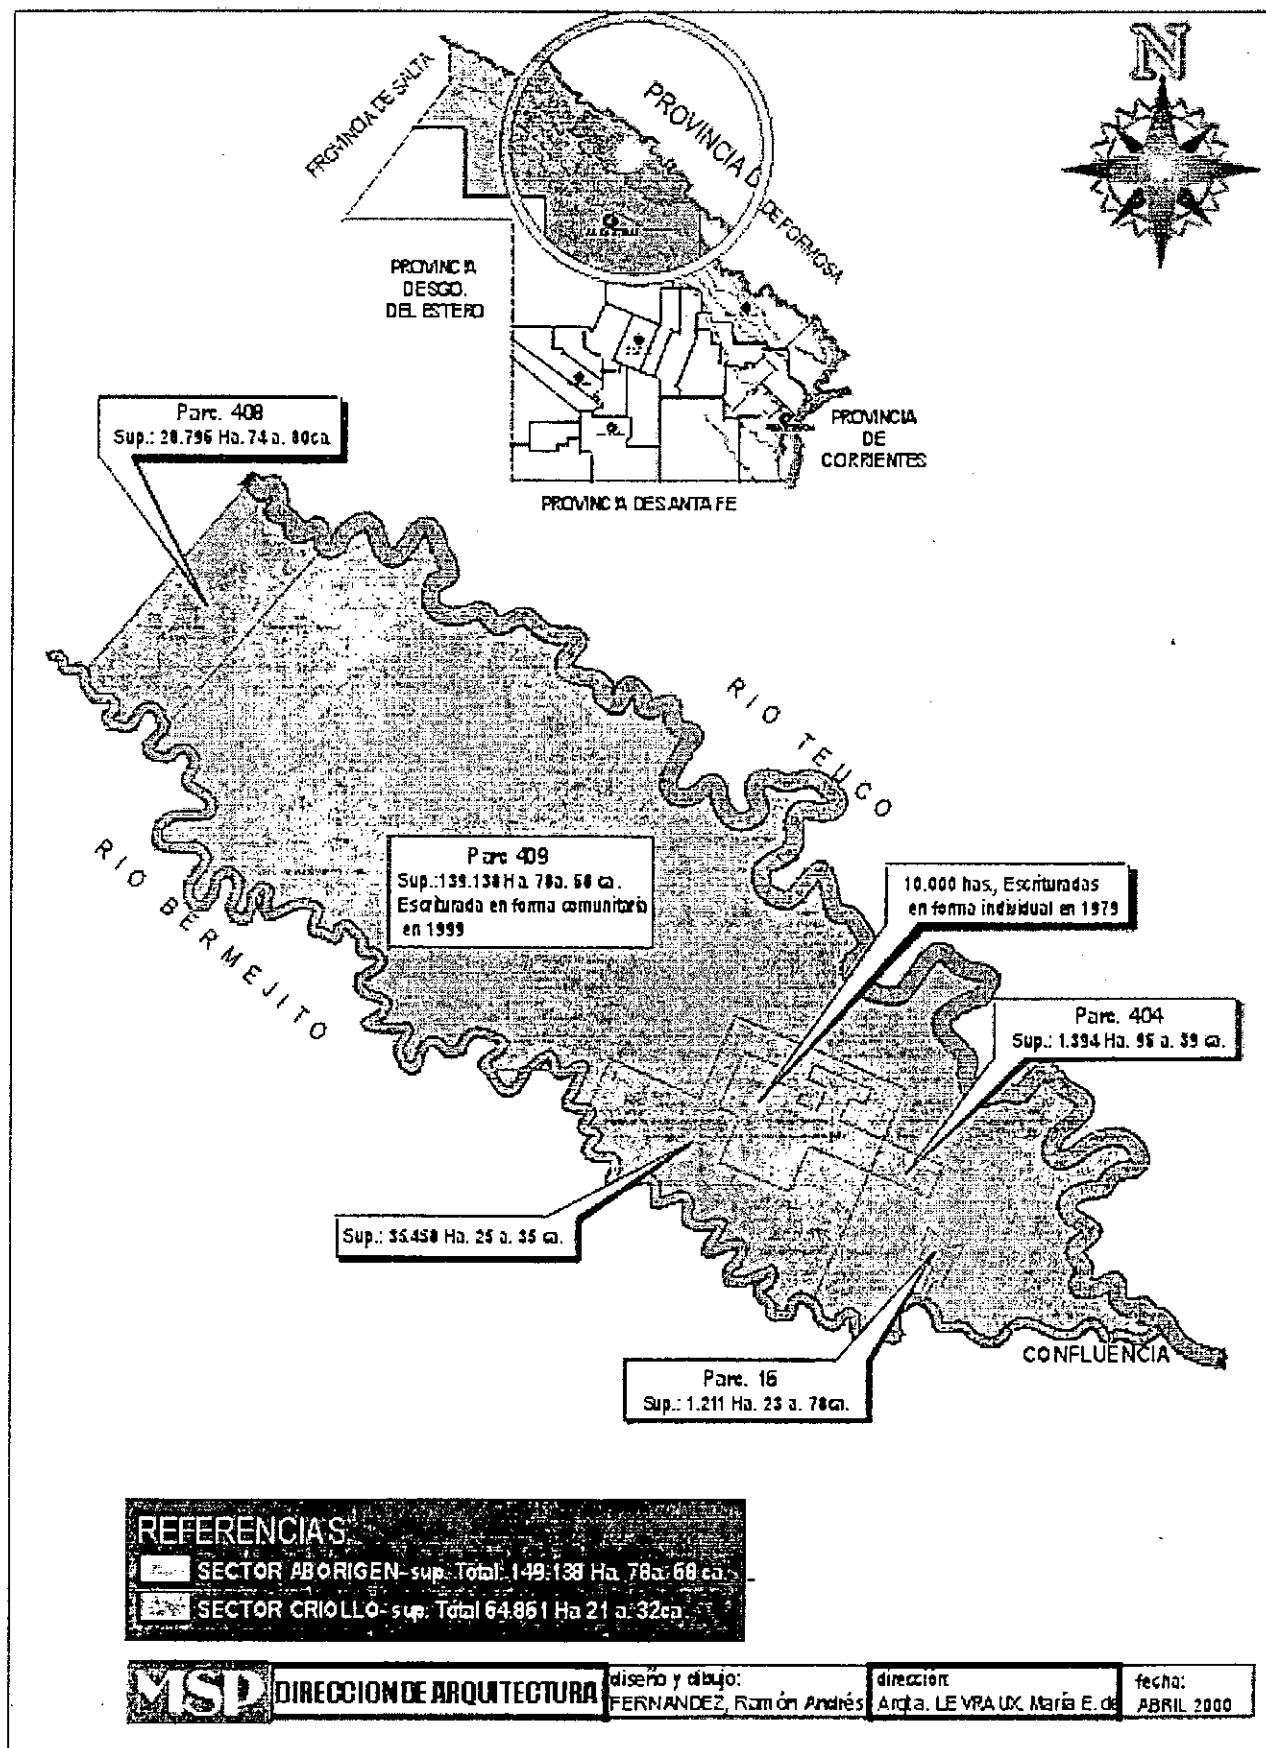 N
PROVINCIA DE SALTA
PROVINCIA D
DE FORMOSA
PROVINCIA
DE SGO.
DEL ESTERO
PROVINCIA
DE
CORRIENTES
PROVINCIA DE SANTA FE
Parc. 408
Sup.: 28.796 Ha. 74 a. 80ca
RIO TEUCO
RIO BERMEJITO
Parc 409
Sup.:139.138 Ha 78a. 68 ca.
Escriturada en forma comunitaria
en 1999
10.000 has., Escrituradas
en forma individual en 1979
Parc. 404
Sup.: 1.394 Ha. 96 a. 39 ca.
Sup.: 35.458 Ha. 25 a. 35 ca.
Parc. 16
Sup.: 1.211 Ha. 23 a. 78ca.
CONFLUENCIA
REFERENCIAS
SECTOR ABORIGEN-sup. Total: 149.138 Ha 78a. 68 ca
SECTOR CRIOLLO-sup. Total 64.861 Ha 21 a. 32ca
MSP DIRECCION DE ARQUITECTURA
diseño y dibujo:
FERNANDEZ, Ramón Andrés
dirección:
Arqta. LEVRAUX, María E. de
fecha:
ABRIL 2000